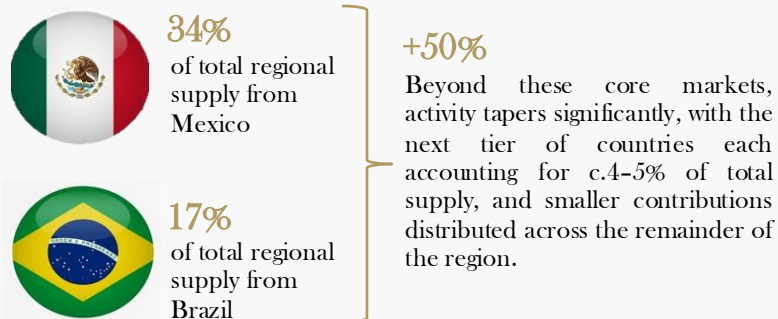 34%
of total regional
supply from
Mexico
17%
of total regional
supply from
Brazil
+50%
Beyond these core markets,
activity tapers significantly, with the
next tier of countries each
accounting for c.4–5% of total
supply, and smaller contributions
distributed across the remainder of
the region.
ORDEM E PROGRESSO